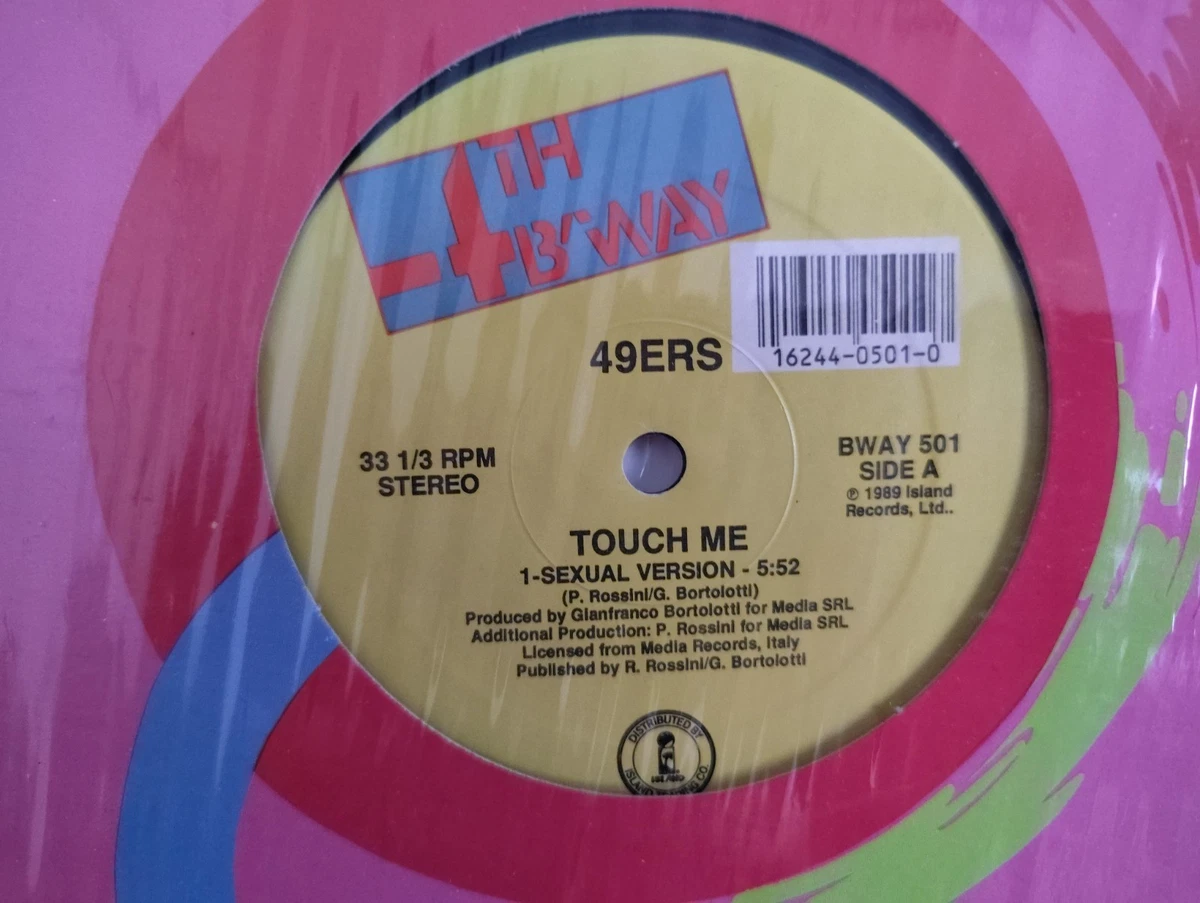 4TH
B'WAY
49ERS
16244-0501-0
33 1/3 RPM
STEREO
BWAY 501
SIDE A
℗ 1989 Island
Records, Ltd..
TOUCH ME
1-SEXUAL VERSION - 5:52
(P. Rossini/G. Bortolotti)
Produced by Gianfranco Bortolotti for Media SRL
Additional Production: P. Rossini for Media SRL
Licensed from Media Records, Italy
Published by R. Rossini/G. Bortolotti
DISTRIBUTED BY
ISLAND
CO.